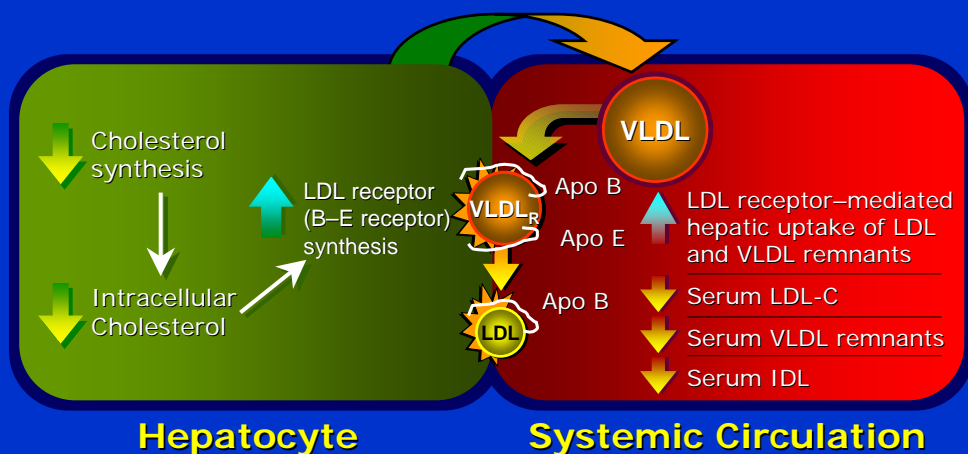 Cholesterol
synthesis
Intracellular
Cholesterol
LDL receptor
(B–E receptor)
synthesis
VLDL
VLDLR
Apo B
Apo E
LDL
Apo B
LDL receptor–mediated
hepatic uptake of LDL
and VLDL remnants
Serum LDL-C
Serum VLDL remnants
Serum IDL
Hepatocyte
Systemic Circulation